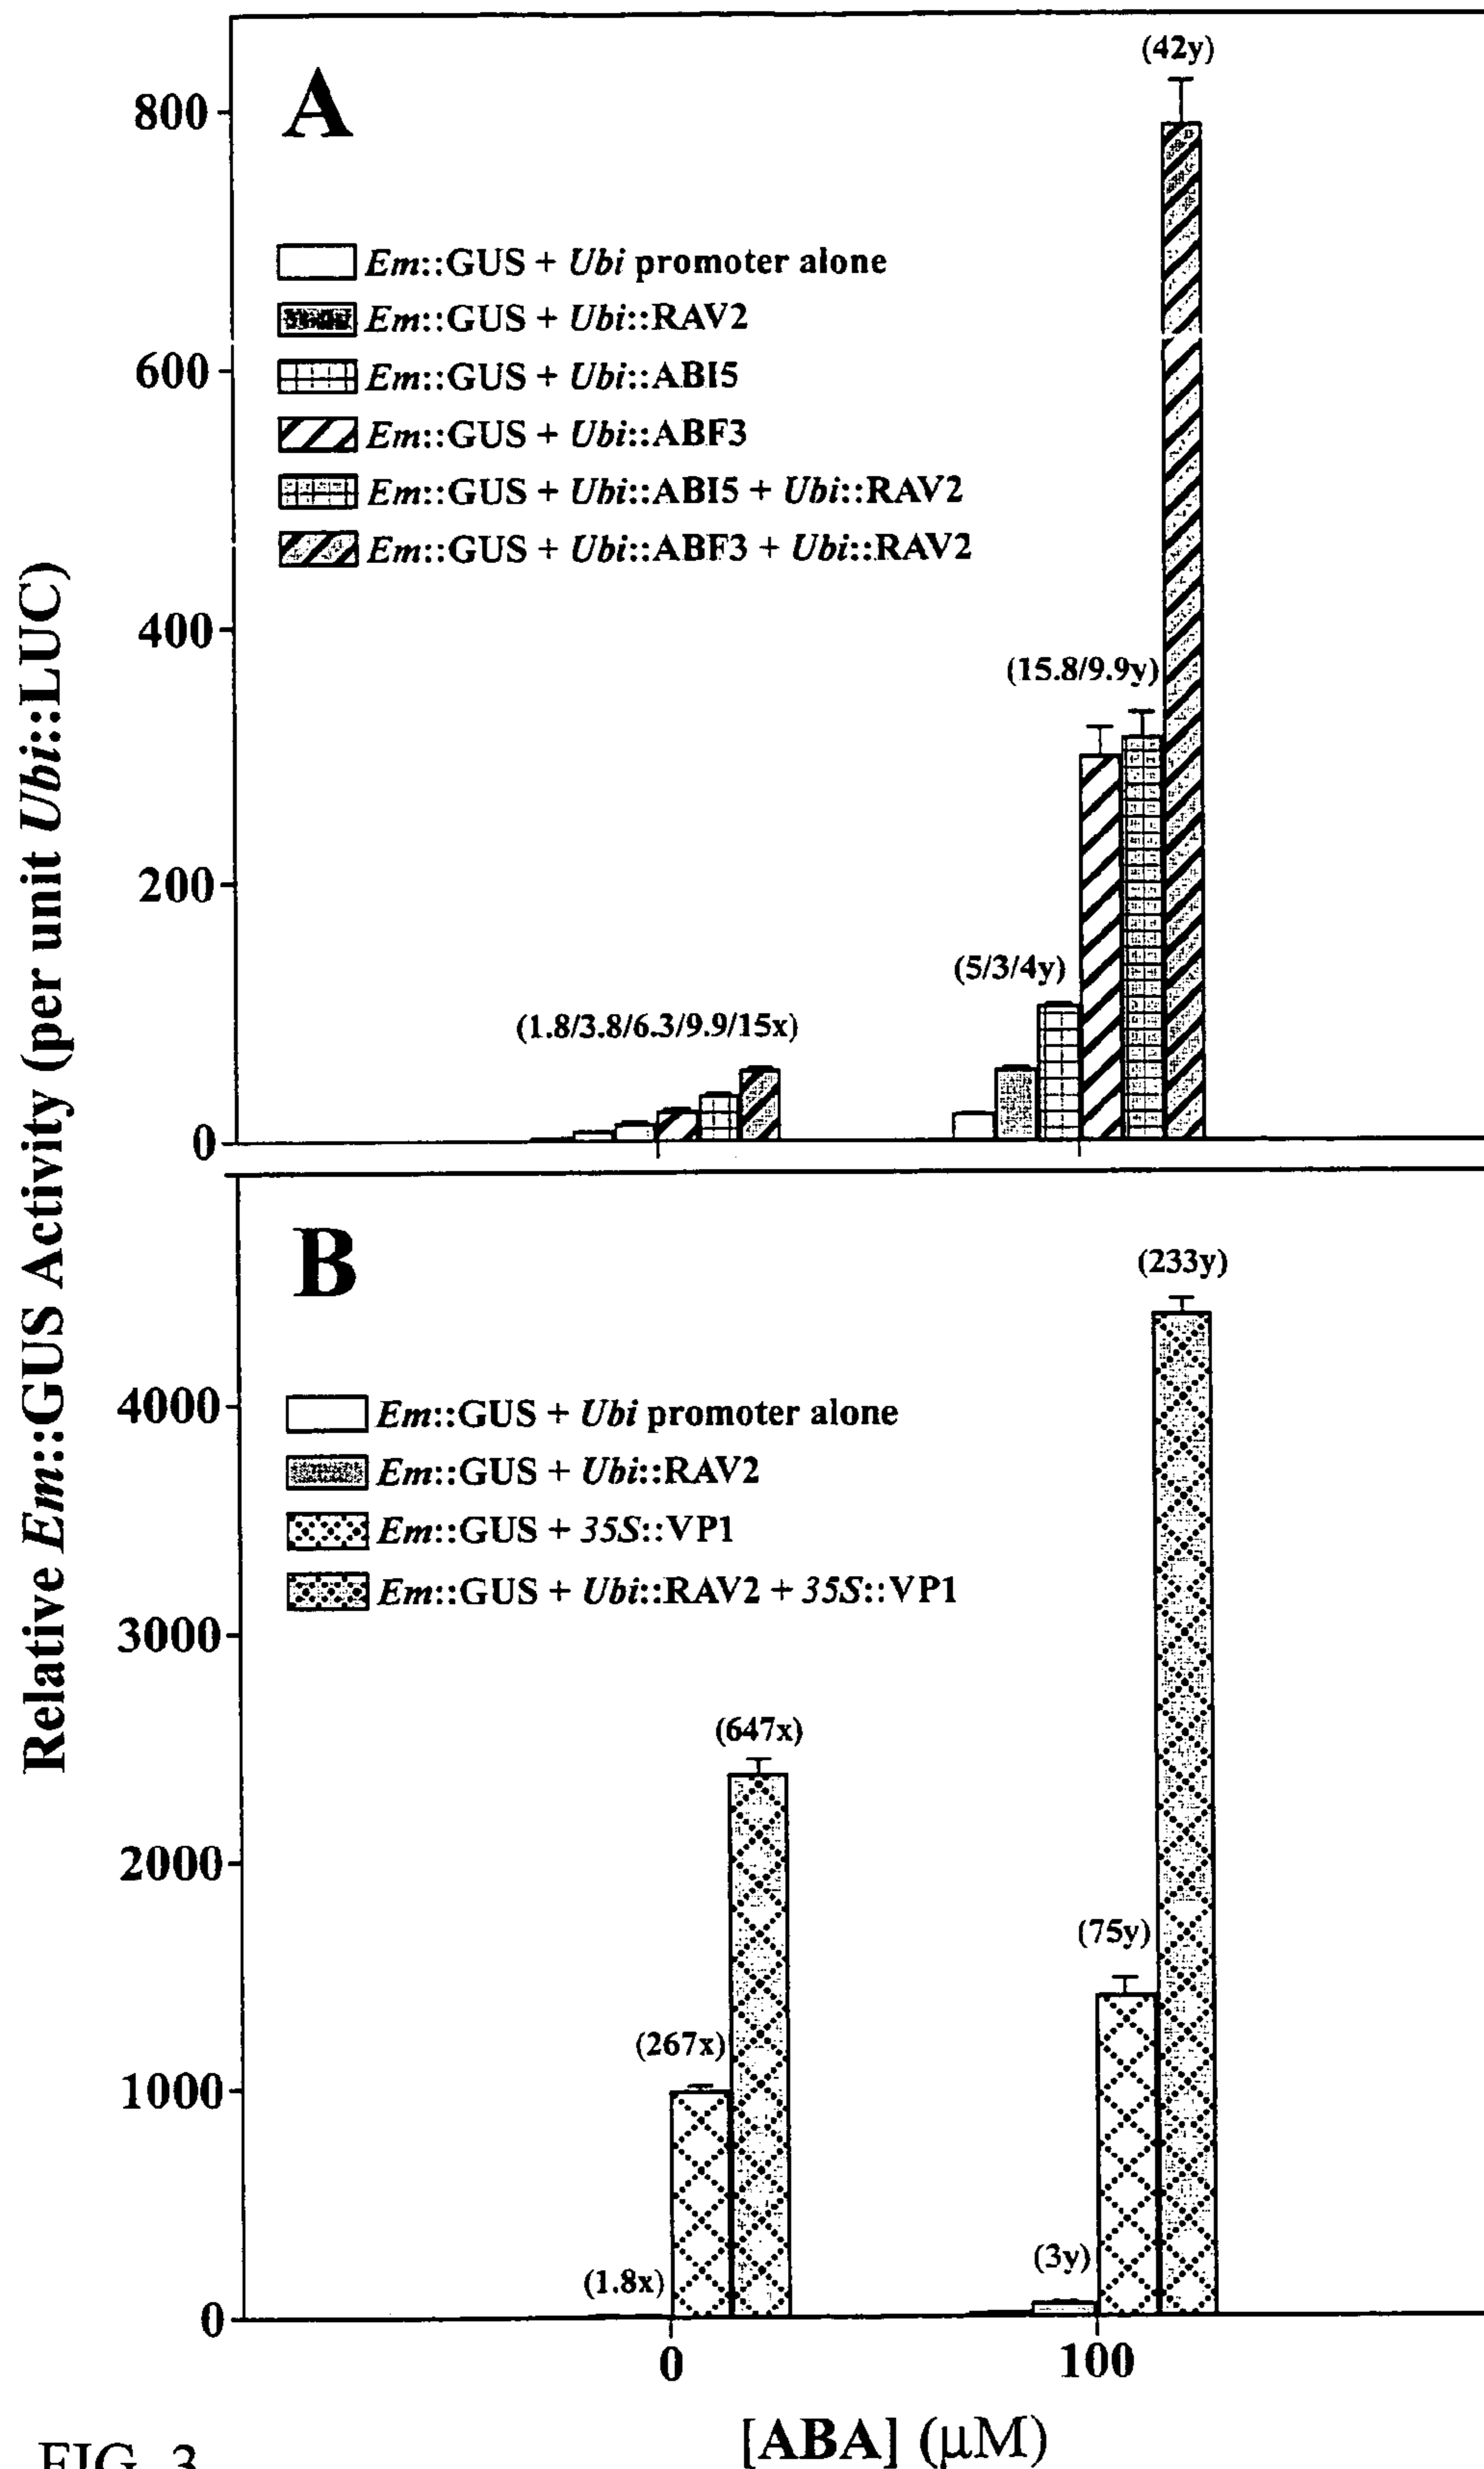 A
(42y)
800
Em::GUS + Ubi promoter alone
Em::GUS + Ubi::RAV2
600
Em::GUS + Ubi::ABI5
Em::GUS + Ubi::ABF3
Em::GUS + Ubi::ABI5 + Ubi::RAV2
Em::GUS + Ubi::ABF3 + Ubi::RAV2
400
(15.8/9.9y)
200
(5/3/4y)
(1.8/3.8/6.3/9.9/15x)
0
Relative Em::GUS Activity (per unit Ubi::LUC)
B
(233y)
4000
Em::GUS + Ubi promoter alone
Em::GUS + Ubi::RAV2
Em::GUS + 35S::VP1
Em::GUS + Ubi::RAV2 + 35S::VP1
3000
(647x)
2000
(75y)
(267x)
1000
(3y)
(1.8x)
0
0
100
[ABA] (μM)
FIG. 3